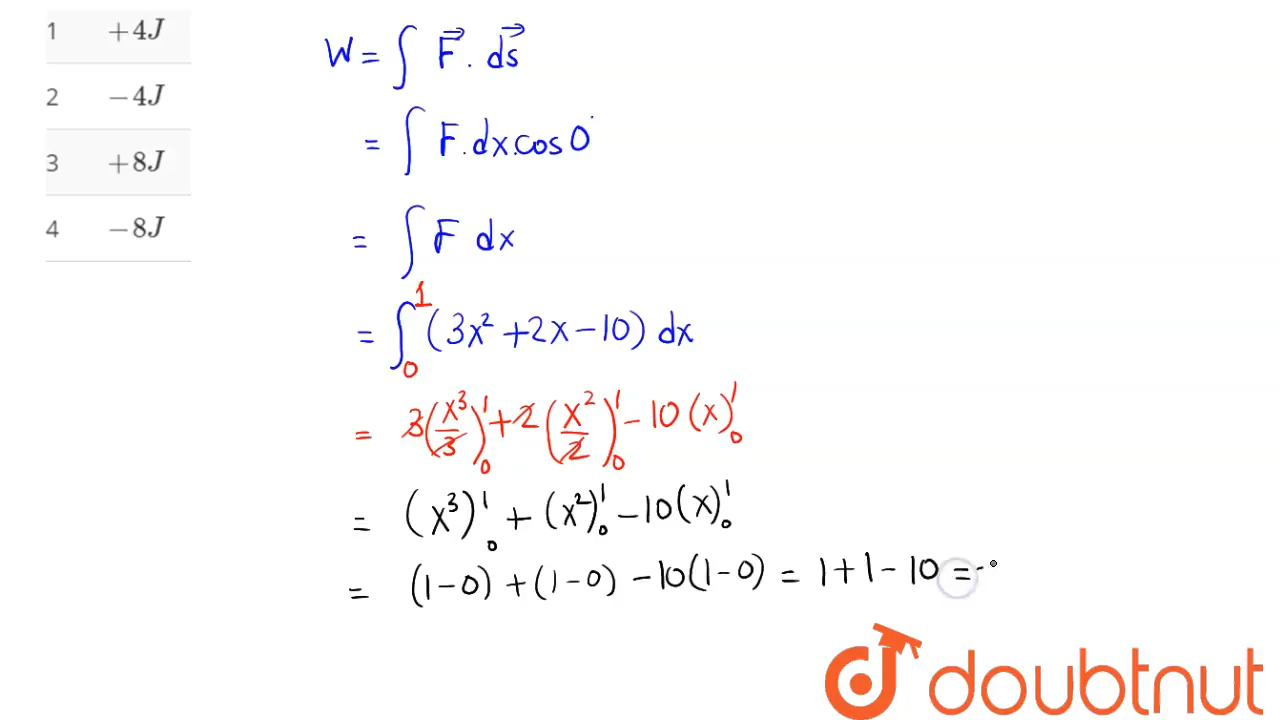 1 +4J
2 −4J
3 +8J
4 −8J
W = ∫ F⃗ . ds⃗
= ∫ F. dx. cos 0°
= ∫ F dx
= ∫₀¹ (3x² + 2x − 10) dx
= 3(x³/3)₀¹ + 2(x²/2)₀¹ − 10(x)₀¹
= (x³)₀¹ + (x²)₀¹ − 10(x)₀¹
= (1−0) + (1−0) − 10(1−0) = 1 + 1 − 10 = -
doubtnut